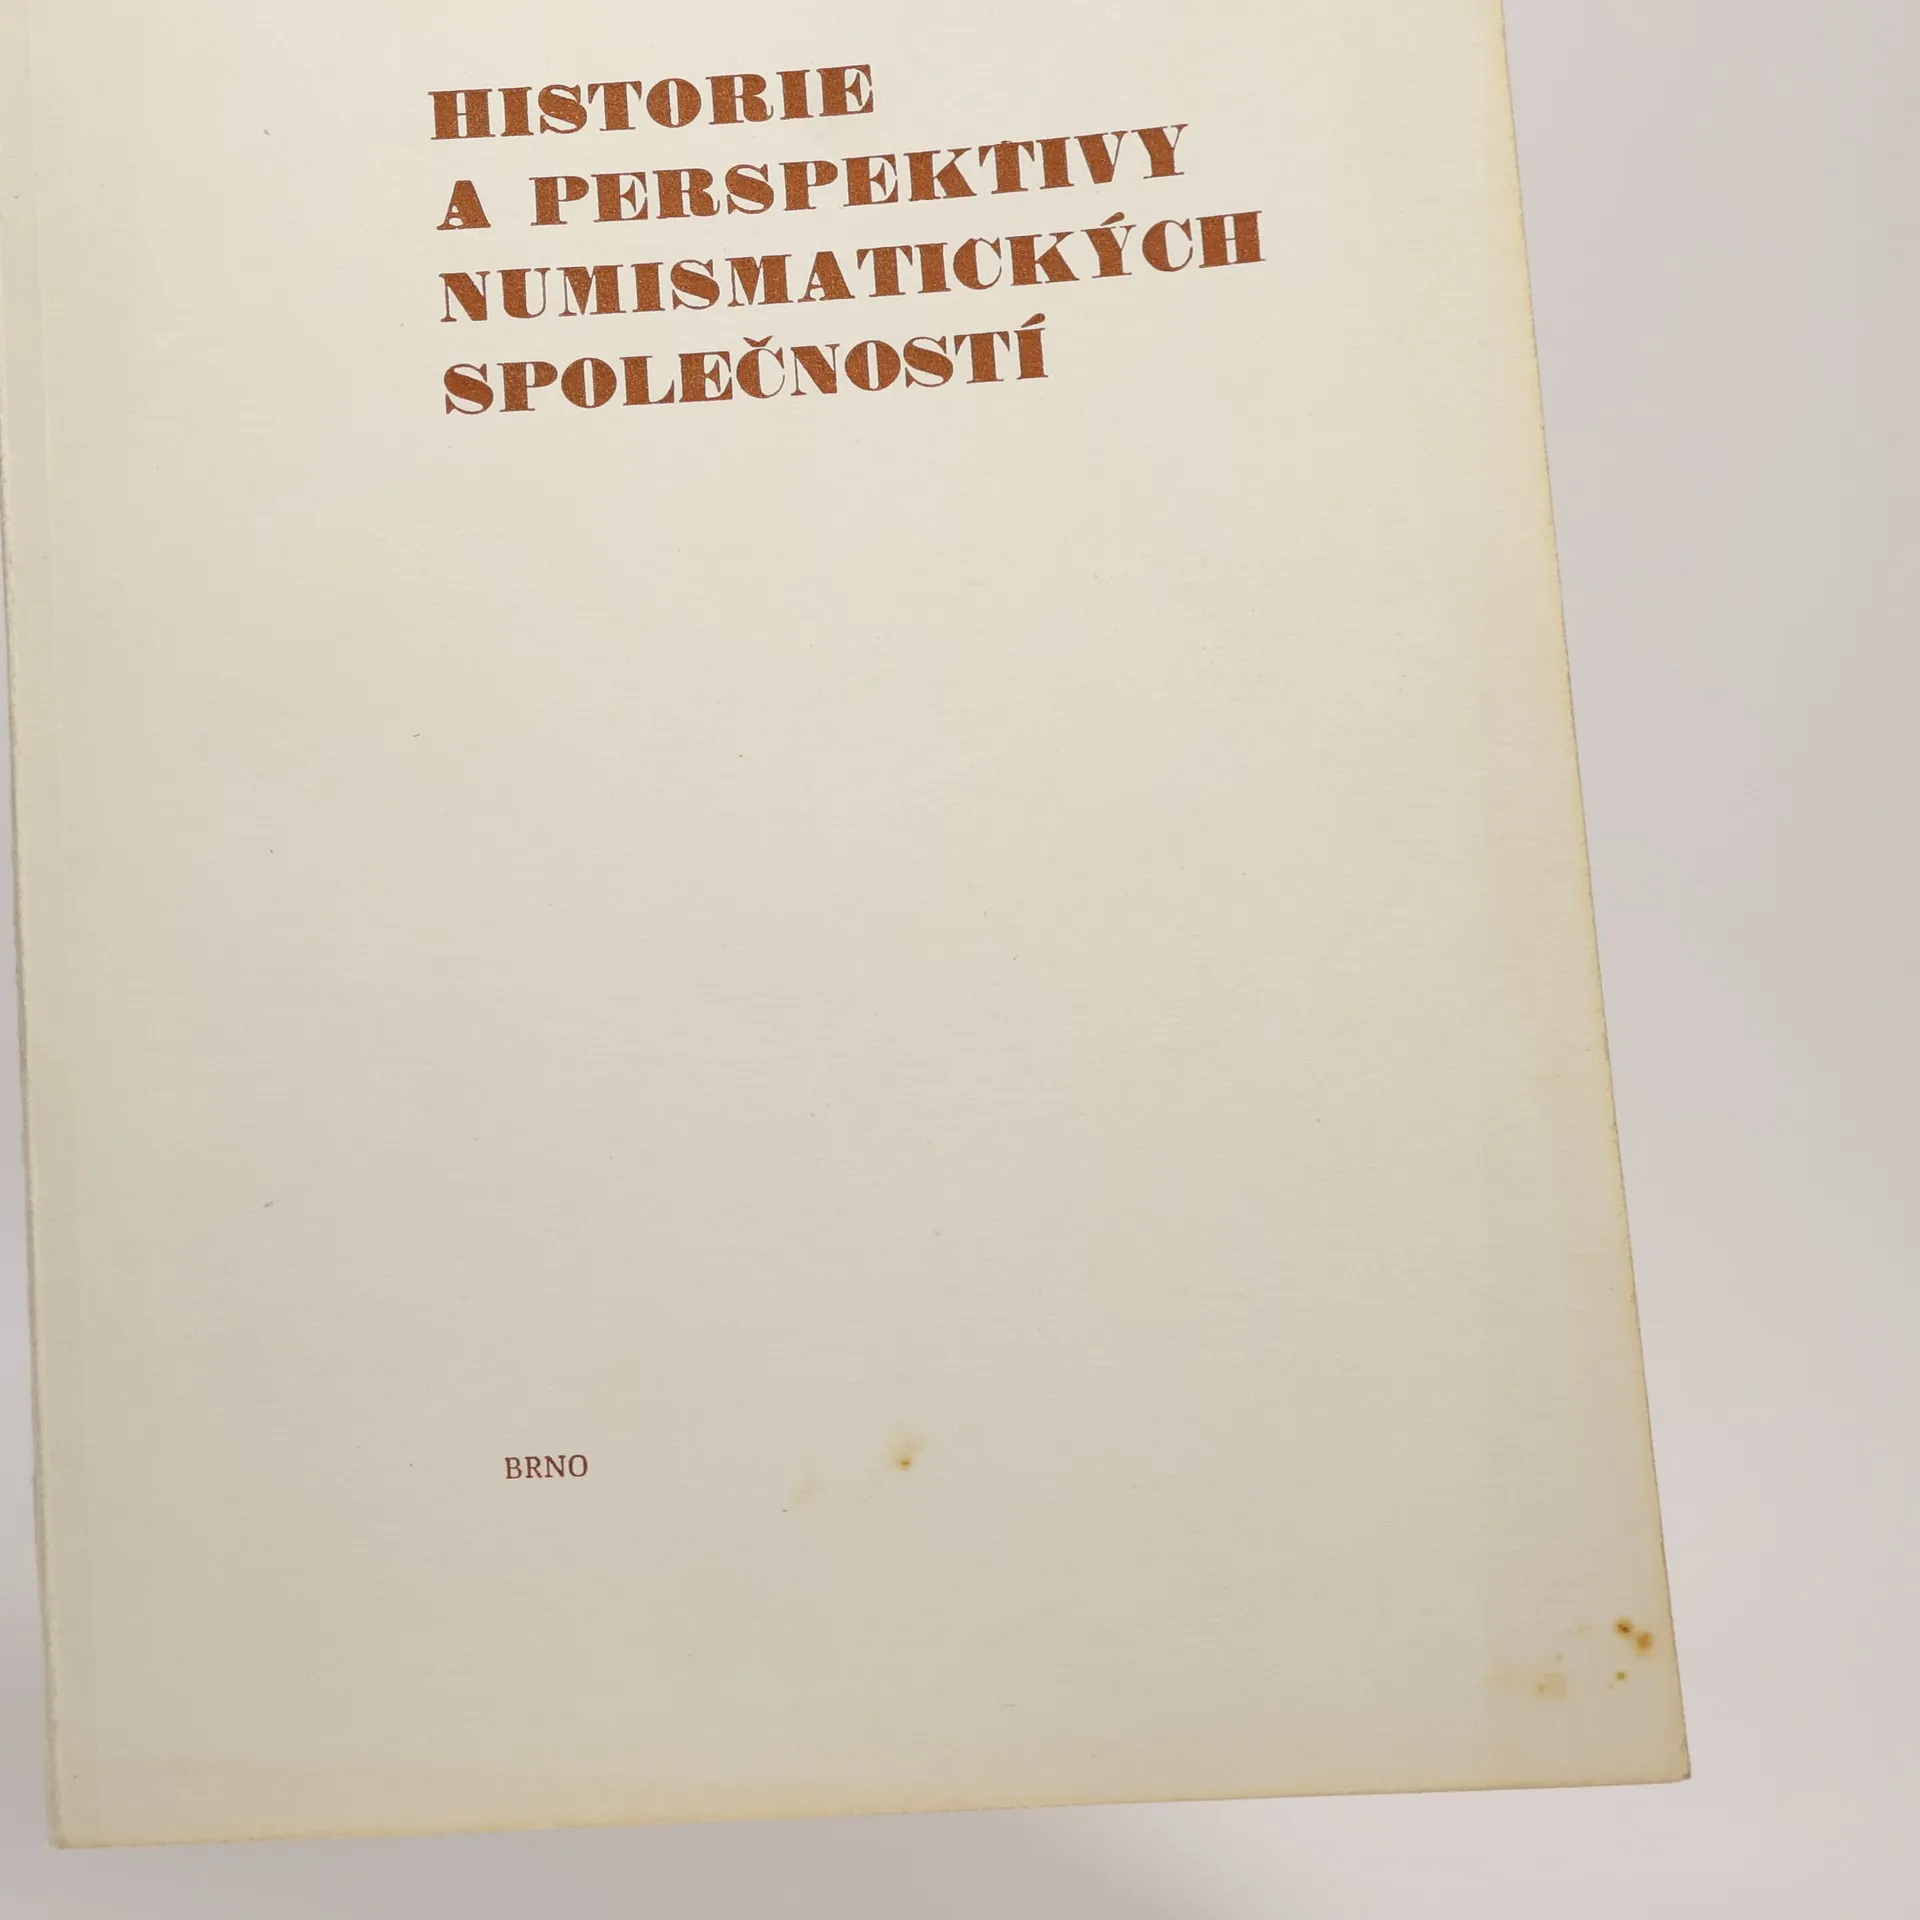 HISTORIE
A PERSPEKTIVY
NUMISMATICKÝCH
SPOLEČNOSTÍ
BRNO